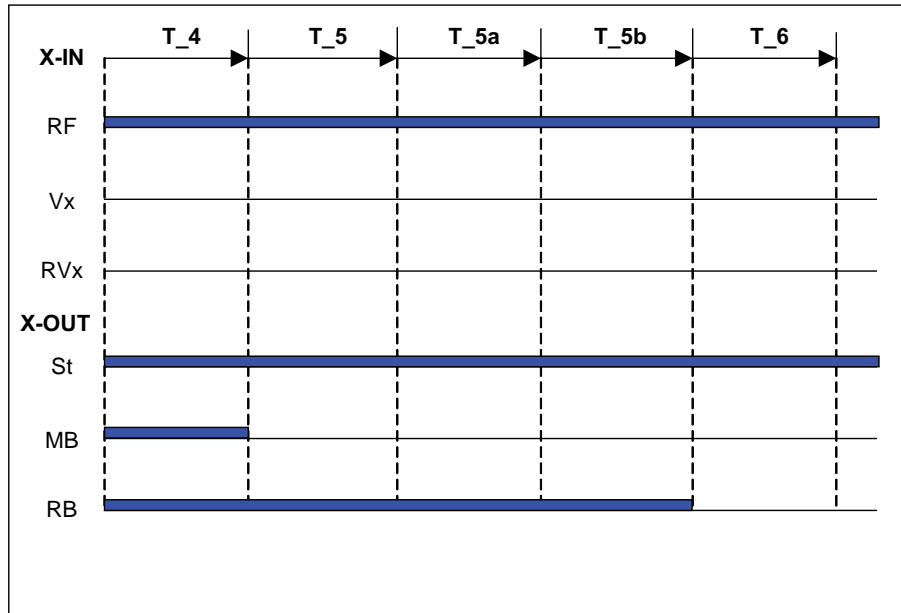 T_4 T_5 T_5a T_5b T_6
X-IN
RF
Vx
RVx
X-OUT
St
MB
RB